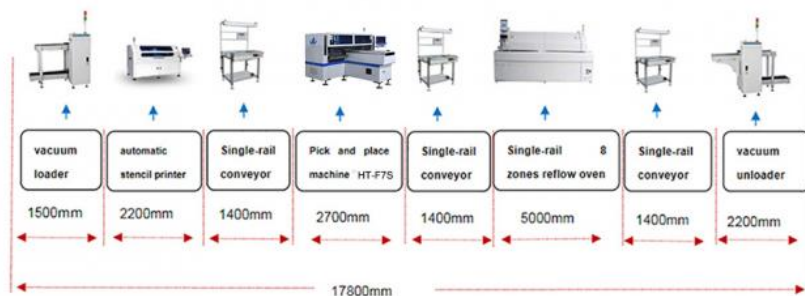 vacuum
loader
automatic
stencil printer
Single-rail
conveyor
Pick and place
machine HT-F7S
Single-rail
conveyor
Single-rail 8
zones reflow oven
Single-rail
conveyor
vacuum
unloader
1500mm
2200mm
1400mm
2700mm
1400mm
5000mm
1400mm
2200mm
17800mm